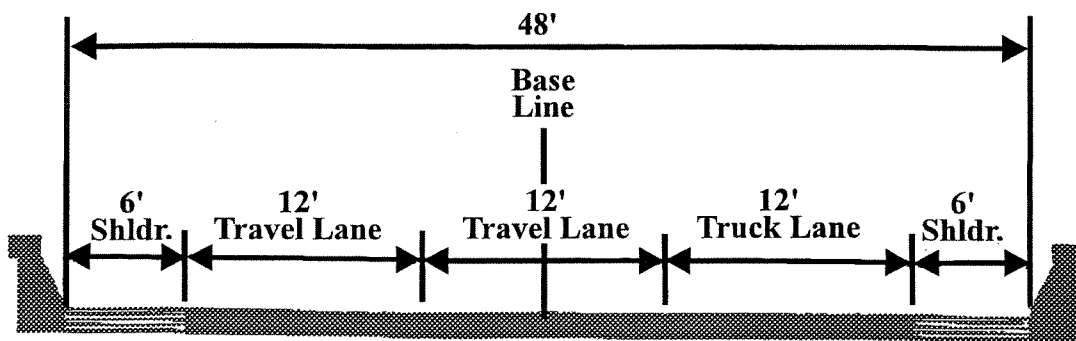 48'
Base
Line
6'
Shldr.
12'
Travel Lane
12'
Travel Lane
12'
Truck Lane
6'
Shldr.